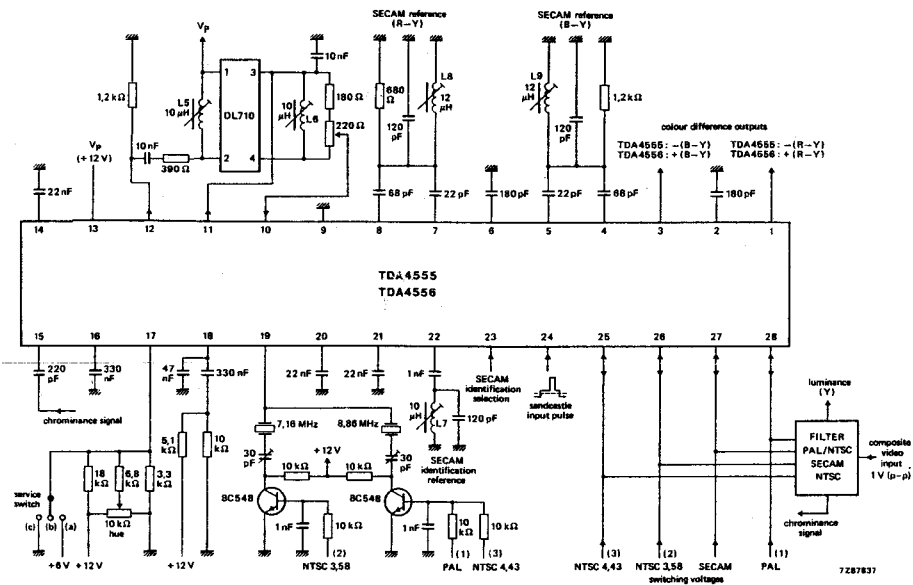 SECAM reference
(R–Y)
SECAM reference
(B–Y)
VP
10 nF
1,2 kΩ
L5
10 μH
1
3
DL710
2
4
10 μH
L6
180 Ω
220 Ω
680 Ω
120 pF
L8
12 μH
L9
12 μH
120 pF
1,2 kΩ
colour difference outputs
TDA4555: –(B–Y) TDA4555: –(R–Y)
TDA4556: +(B–Y) TDA4556: +(R–Y)
VP
(+12 V)
10 nF
390 Ω
22 nF
68 pF
22 pF
180 pF
22 pF
68 pF
180 pF
14 13 12 11 10 9 8 7 6 5 4 3 2 1
TDA4555
TDA4556
15 16 17 18 19 20 21 22 23 24 25 26 27 28
220 pF
330 nF
47 nF
330 nF
22 nF
22 nF
1 nF
SECAM
identification
selection
sandcastle
input pulse
chrominance signal
7,16 MHz
8,86 MHz
10 μH
L7
120 pF
SECAM
identification
reference
luminance
(Y)
FILTER
PAL/NTSC
SECAM
NTSC
composite
video
input
1 V (p–p)
chrominance
signal
5,1 kΩ
10 kΩ
30 pF
+12 V
10 kΩ
10 kΩ
30 pF
18 kΩ
6,8 kΩ
3,3 kΩ
service
switch
(c) (b) (a)
10 kΩ
hue
BC548
1 nF
10 kΩ
BC548
1 nF
10 kΩ
10 kΩ
+6 V
+12 V
+12 V
(2)
NTSC 3,58
(1)
PAL
(3)
NTSC 4,43
(3)
NTSC 4,43
(2)
NTSC 3,58
SECAM
(1)
PAL
switching voltages
7Z87837